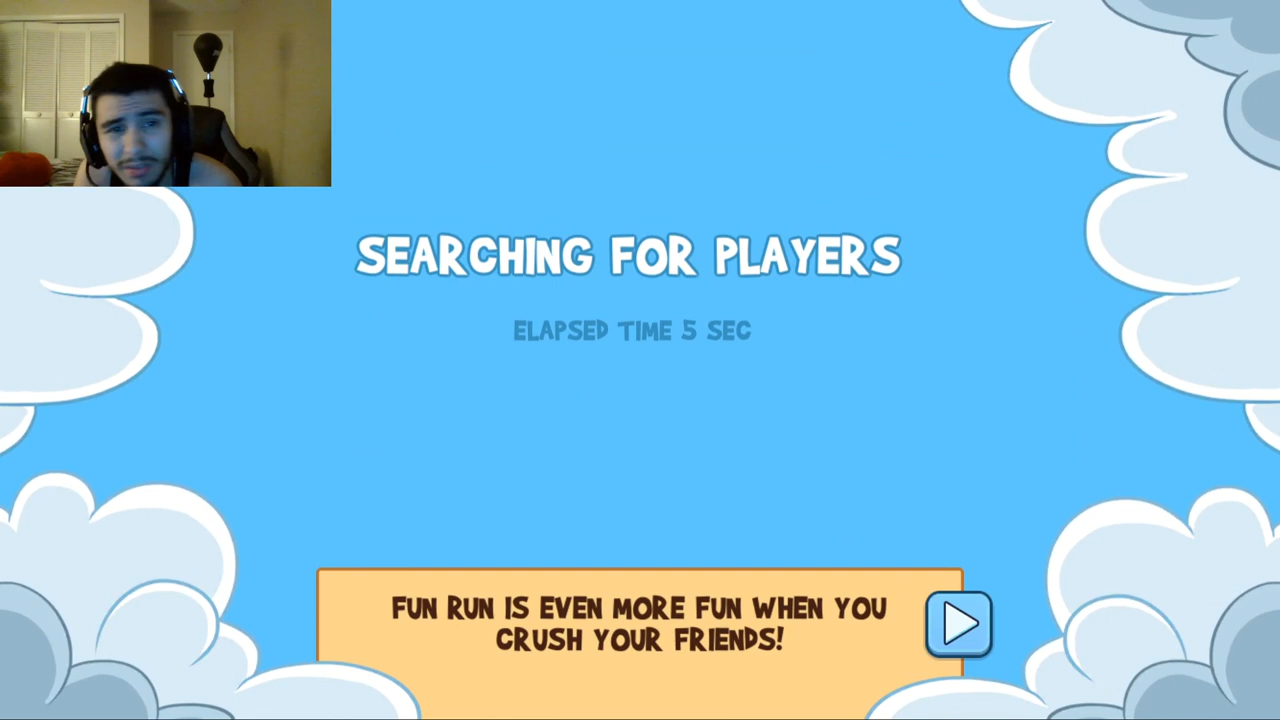 SEARCHING FOR PLAYERS
ELAPSED TIME 5 SEC
FUN RUN IS EVEN MORE FUN WHEN YOU
CRUSH YOUR FRIENDS!